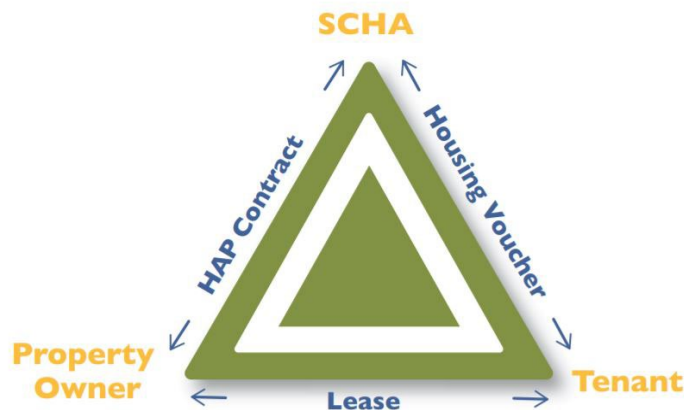 SCHA
HAP Contract
Housing Voucher
Property
Owner
Lease
Tenant